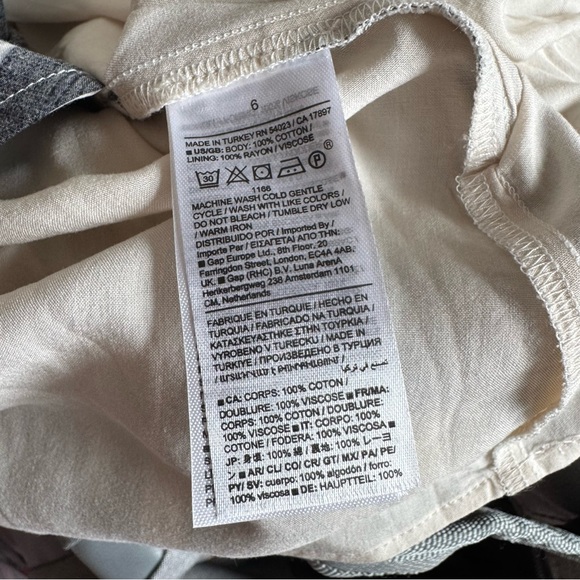 6
MADE IN TURKEY RN 54023 / CA 17897
■ US/GB: BODY: 100% COTTON /
LINING: 100% RAYON / VISCOSE
30 P
1166
MACHINE WASH COLD GENTLE
CYCLE / WASH WITH LIKE COLORS /
DO NOT BLEACH / TUMBLE DRY LOW
/ WARM IRON
DISTRIBUIDO POR / Imported By /
Importé Par / ΕΙΣΑΓΕΤΑΙ ΑΠΟ ΤΗΝ:
■ Gap Europe Ltd., 8th Floor, 20
Farringdon Street, London, EC4A 4AB,
UK. ■ Gap (RHC) B.V. Luna ArenA
Herikerbergweg 238 Amsterdam 1101
CM, Netherlands
FABRIQUE EN TURQUIE / HECHO EN
TURQUIA / FABRICADO NA TURQUIA /
ΚΑΤΑΣΚΕΥΑΣΤΗΚΕ ΣΤΗΝ ΤΟΥΡΚΙΑ /
VYROBENO V TURECKU / MADE IN
TURKIYE / ПРОИЗВЕДЕНО В ТУРЦИЯ
صنع في تركيا
■ CA: CORPS: 100% COTON /
DOUBLURE: 100% VISCOSE ■ FR/MA:
CORPS: 100% COTON / DOUBLURE:
100% VISCOSE ■ IT: CORPO: 100%
COTONE / FODERA: 100% VISCOSA ■
JP: 身頃: 100% 綿 / 裏地: 100% レーヨ
ン ■ AR/CL/CO/CR/GT/MX/PA/PE/
PY/SV: cuerpo: 100% algodón / forro:
100% viscosa ■ DE: HAUPTTEIL: 100%